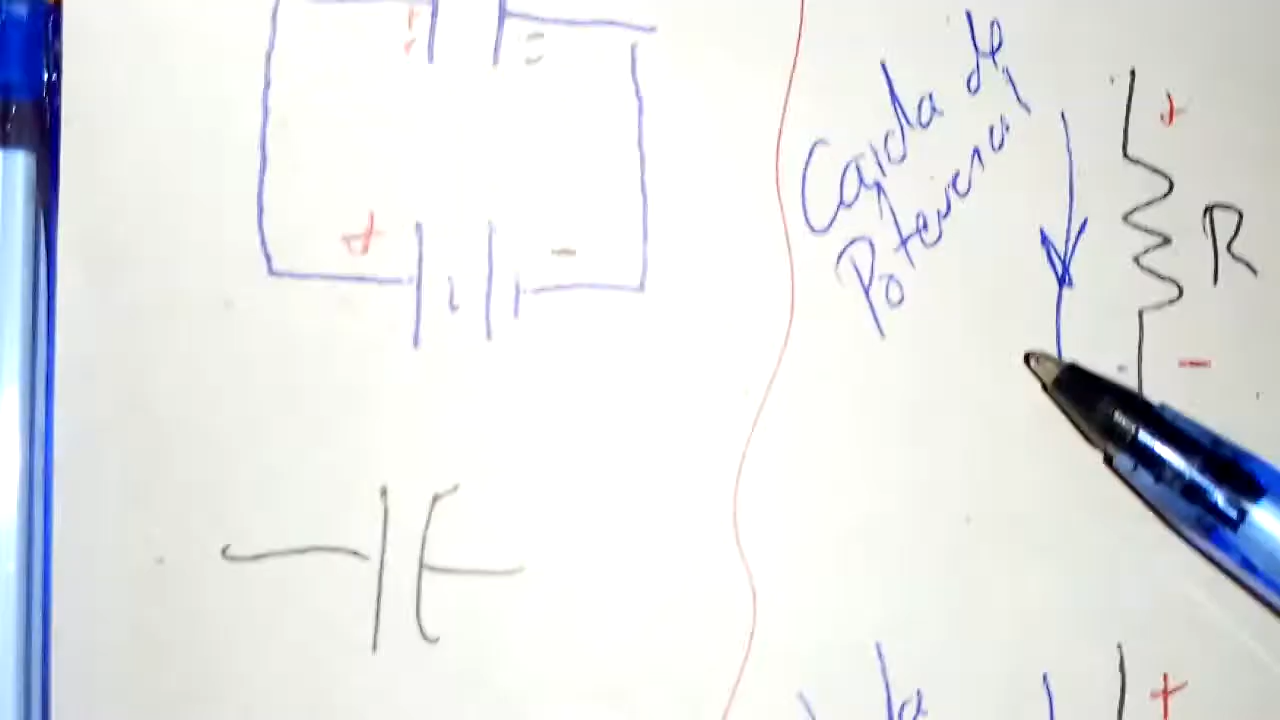 +
-
+
-
Caída de
Potencial
+
R
-
+